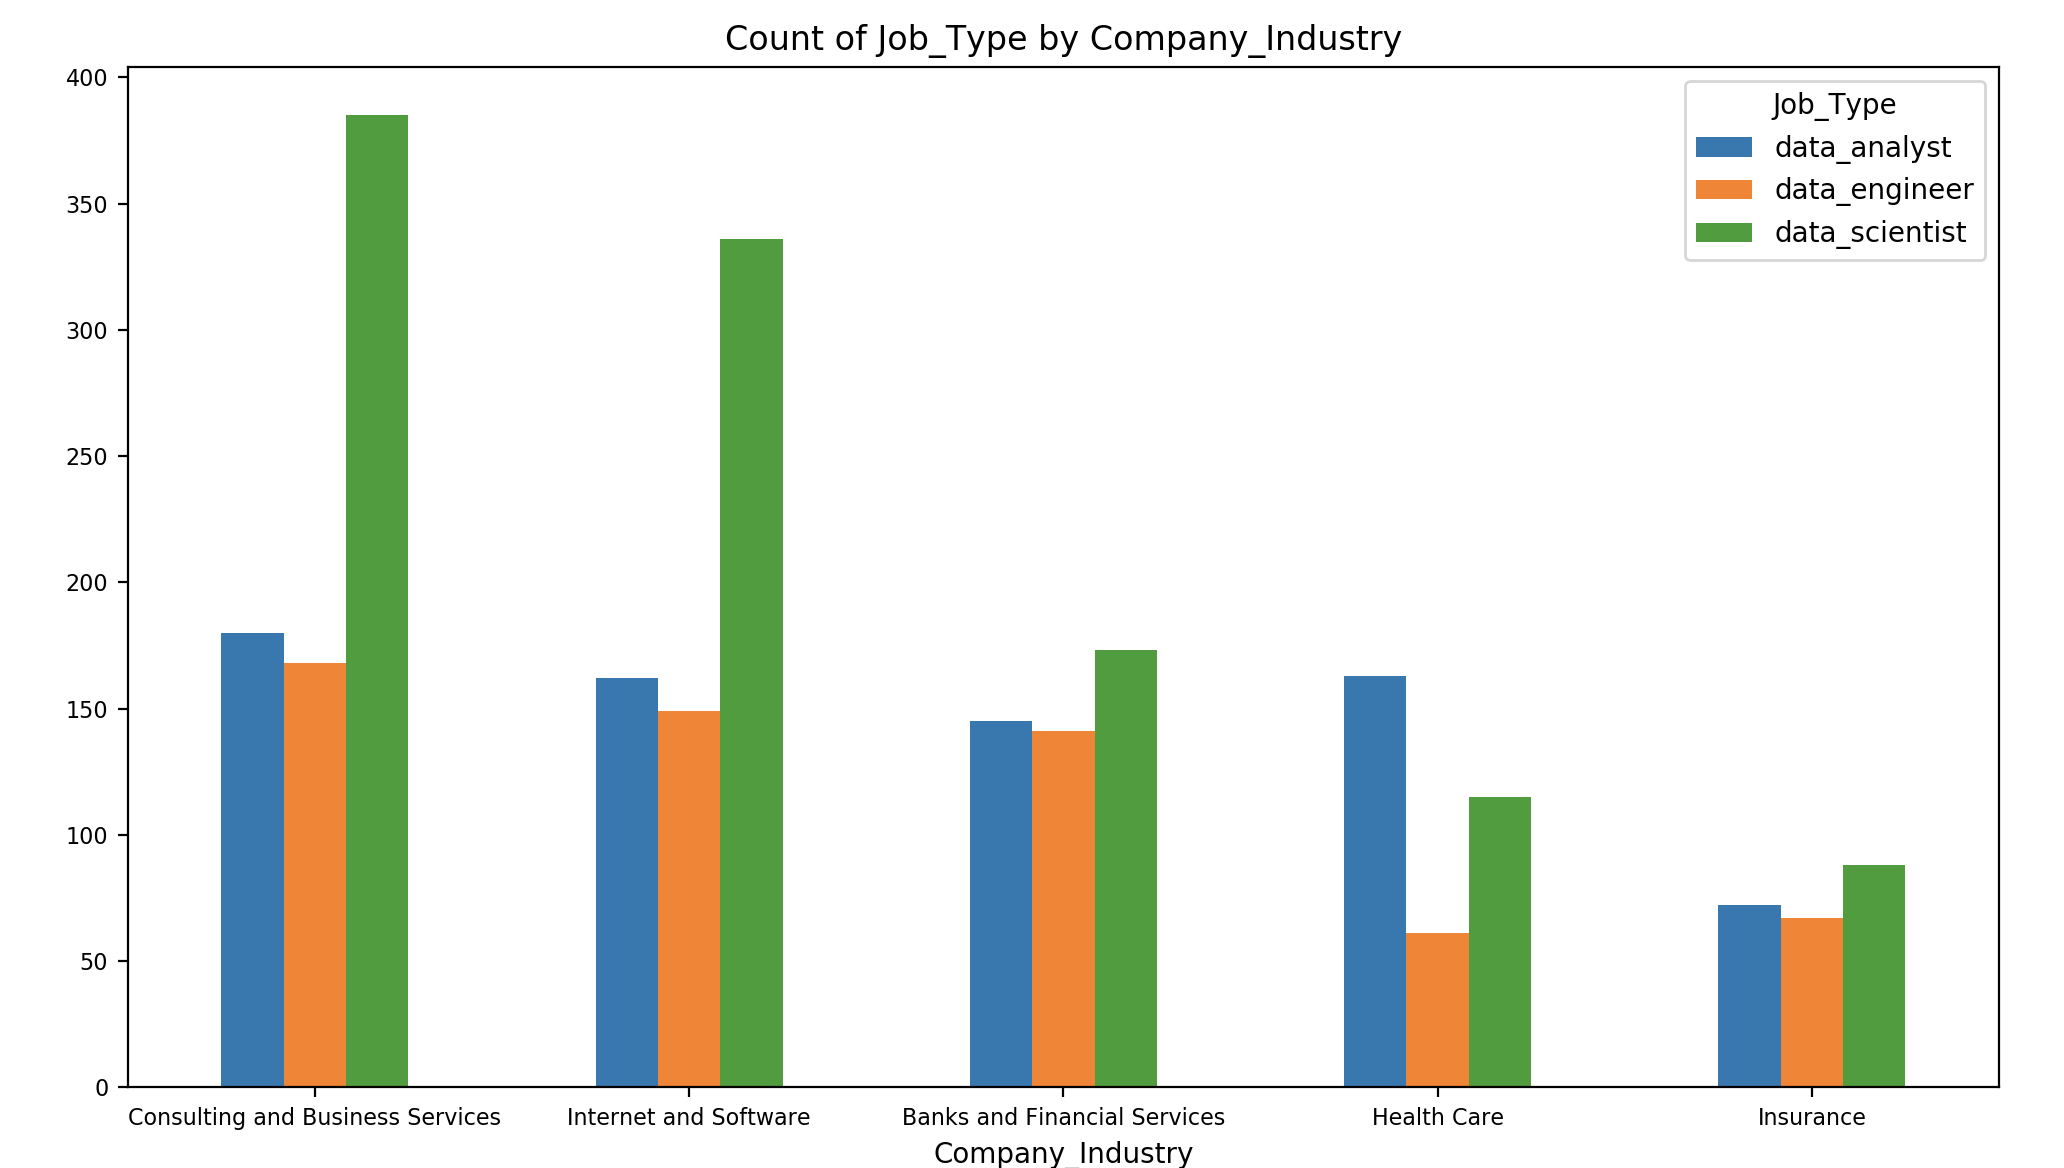 Count of Job_Type by Company_Industry
400
350
300
250
200
150
100
50
0
Job_Type
data_analyst
data_engineer
data_scientist
Consulting and Business Services
Internet and Software
Banks and Financial Services
Health Care
Insurance
Company_Industry